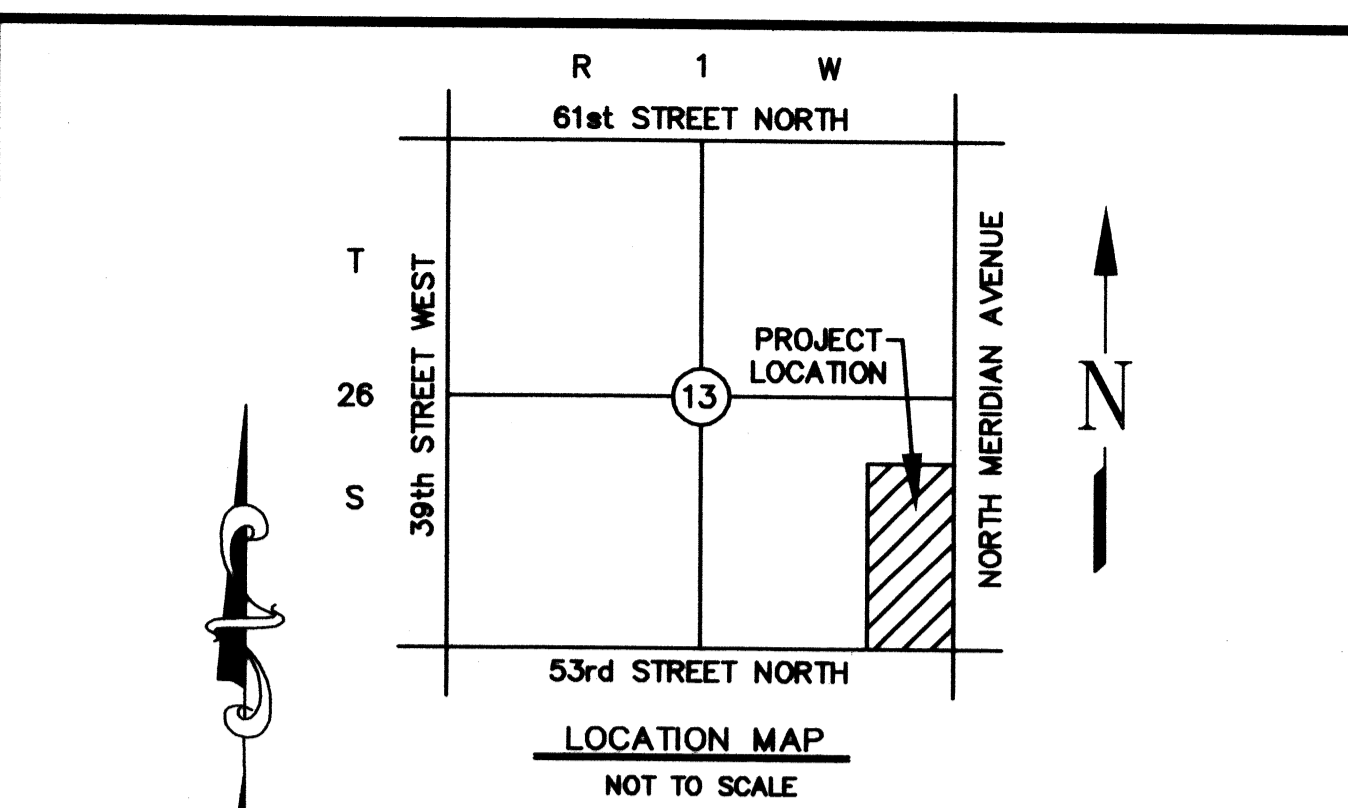 R 1 W
61st STREET NORTH
T
26
S
39th STREET WEST
PROJECT
LOCATION
13
NORTH MERIDIAN AVENUE
N
53rd STREET NORTH
LOCATION MAP
NOT TO SCALE